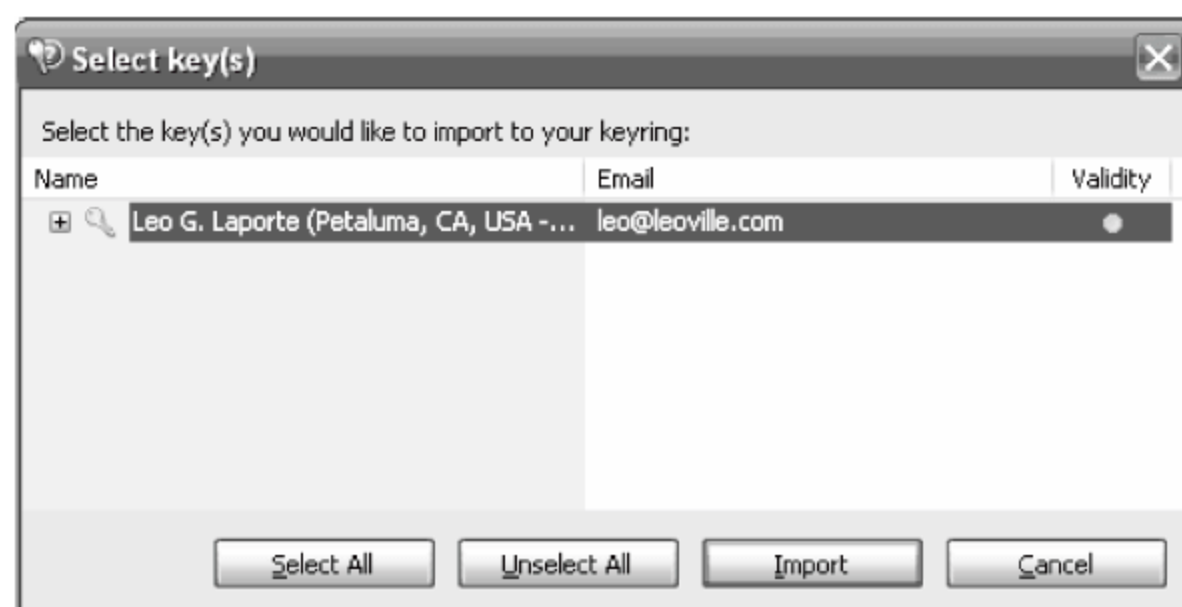 Select key(s)
Select the key(s) you would like to import to your keyring:
Name Email Validity
Leo G. Laporte (Petaluma, CA, USA -... leo@leoville.com
Select All Unselect All Import Cancel